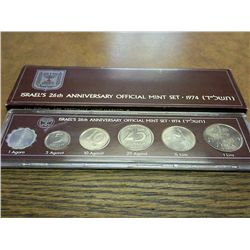 ISRAEL'S 26th ANNIVERSARY OFFICIAL MINT SET · 1974 (תשל"ד)
ISRAEL'S 26th ANNIVERSARY OFFICIAL MINT SET · 1974 (תשל"ד)
1 Agora 5 Agorot 10 Agorot 25 Agorot ½ Lira 1 Lira